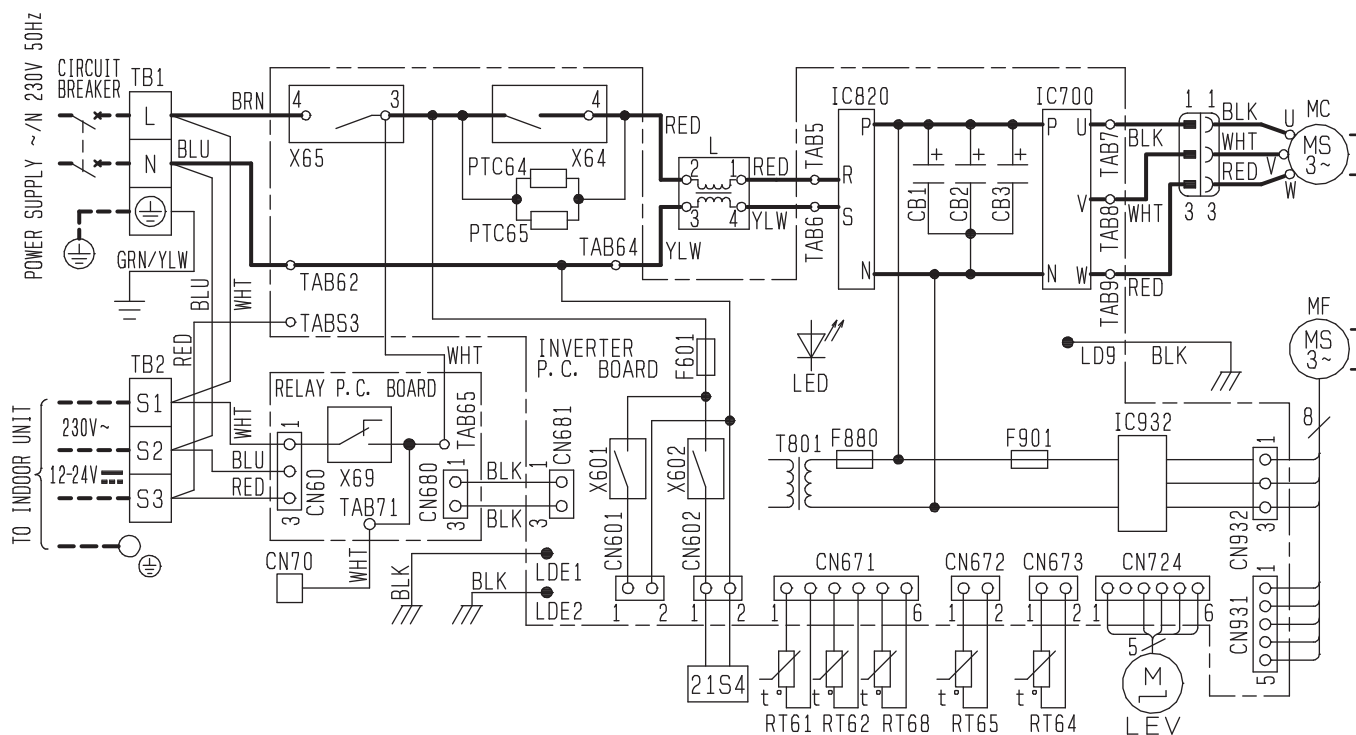 POWER SUPPLY ~/N 230V 50Hz
CIRCUIT
BREAKER
TB1
L
N
BRN
BLU
GRN/YLW
BLU
WHT
RED
4
3
X65
4
X64
PTC64
PTC65
RED
TAB62
TAB64
YLW
TABS3
L
2
1
3
4
RED
YLW
TAB5
TAB6
IC820
P
R
S
N
+
+
+
CB1
CB2
CB3
IC700
P
U
V
N
W
TAB7
TAB8
TAB9
BLK
WHT
RED
1
1
3
3
BLK
WHT
RED
U
V
W
MC
MS
3~
MF
MS
3~
8
LED
LD9
BLK
INVERTER
P.C. BOARD
F601
WHT
TO INDOOR UNIT
230V~
12-24V
TB2
S1
S2
S3
WHT
BLU
RED
RELAY P.C. BOARD
1
3
CN60
X69
TAB65
TAB71
CN680
1
3
BLK
BLK
1
3
CN681
CN70
WHT
BLK
BLK
LDE1
LDE2
X601
X602
CN601
CN602
1
2
1
2
21S4
T801
F880
F901
IC932
1
3
CN932
1
5
CN931
CN671
1
6
CN672
1
2
CN673
1
2
CN724
1
6
5
M
LEV
t°
RT61
t°
RT62
t°
RT68
t°
RT65
t°
RT64